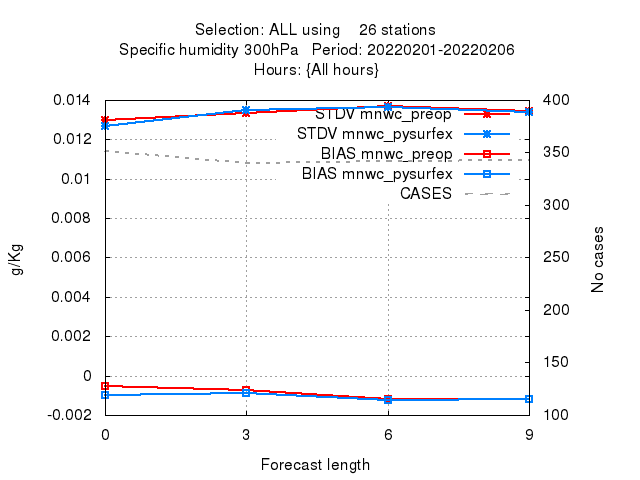 Selection: ALL using    26 stations
Specific humidity 300hPa   Period: 20220201-20220206
Hours: {All hours}
STDV mnwc_preop
STDV mnwc_pysurfex
BIAS mnwc_preop
BIAS mnwc_pysurfex
CASES
0.014
0.012
0.01
0.008
0.006
0.004
0.002
0
-0.002
400
350
300
250
200
150
100
g/Kg
No cases
0 3 6 9
Forecast length